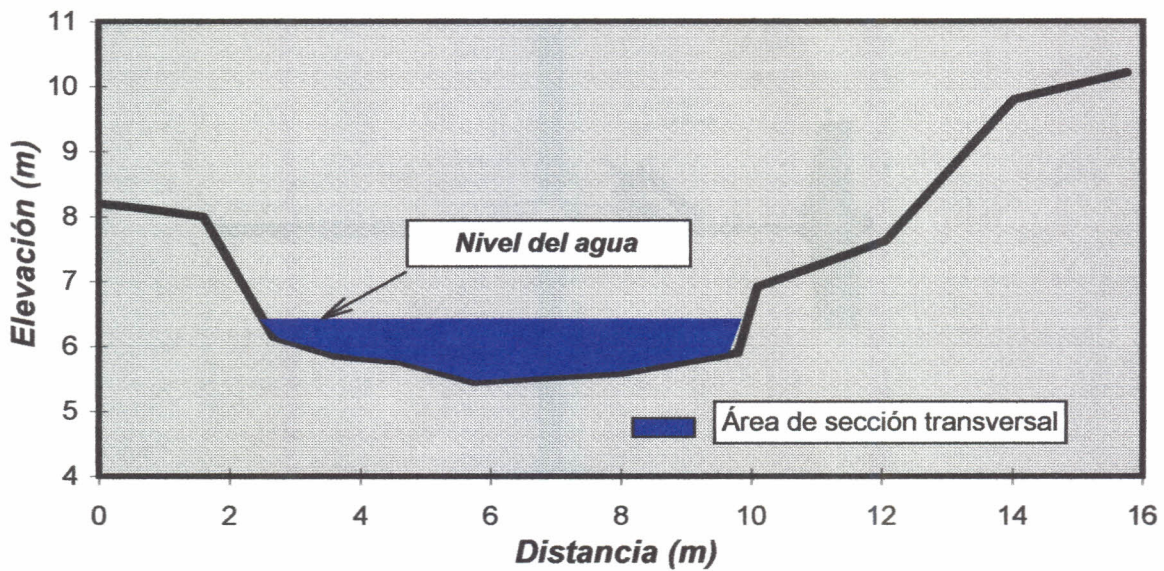 11
10
9
8
7
6
5
4
Elevación (m)
Nivel del agua
Área de sección transversal
0 2 4 6 8 10 12 14 16
Distancia (m)